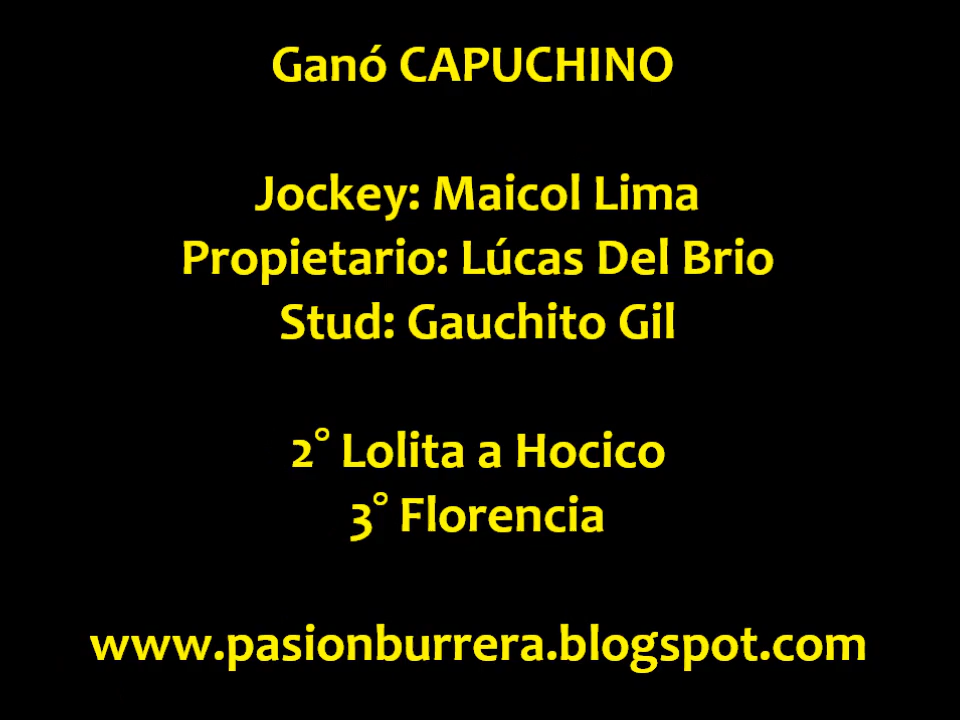 Ganó CAPUCHINO
Jockey: Maicol Lima
Propietario: Lúcas Del Brio
Stud: Gauchito Gil
2° Lolita a Hocico
3° Florencia
www.pasionburrera.blogspot.com